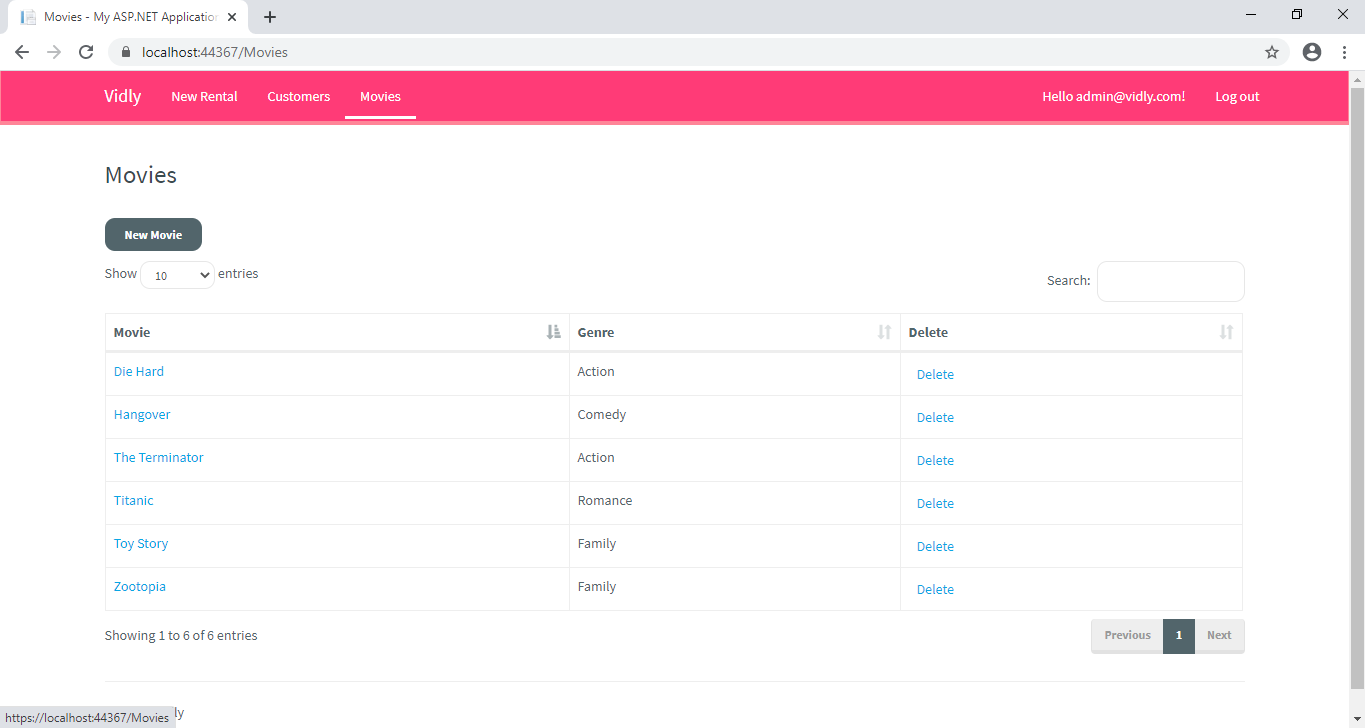 Movies - My ASP.NET Application
localhost:44367/Movies
Vidly New Rental Customers Movies Hello admin@vidly.com! Log out
Movies
New Movie
Show 10 entries
Search:
Movie Genre Delete
Die Hard Action Delete
Hangover Comedy Delete
The Terminator Action Delete
Titanic Romance Delete
Toy Story Family Delete
Zootopia Family Delete
Showing 1 to 6 of 6 entries
Previous 1 Next
https://localhost:44367/Movies